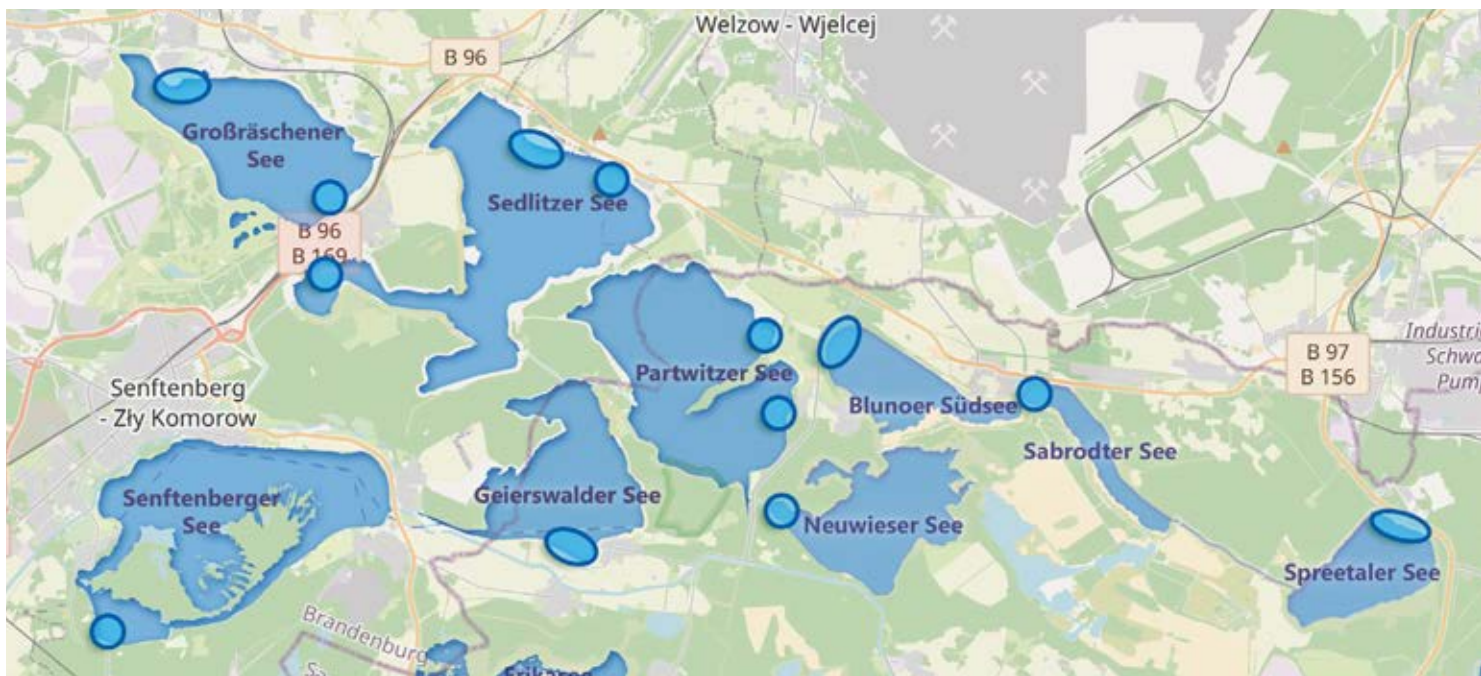 Welzow - Wjelcej
B 96
Großräschener
See
Sedlitzer See
B 96
B 169
B 97
B 156
Senftenberg
- Zły Komorow
Partwitzer See
Blunoer Südsee
Sabrodter See
Senftenberger
See
Geierswalder See
Neuwieser See
Spreetaler See
Brandenburg